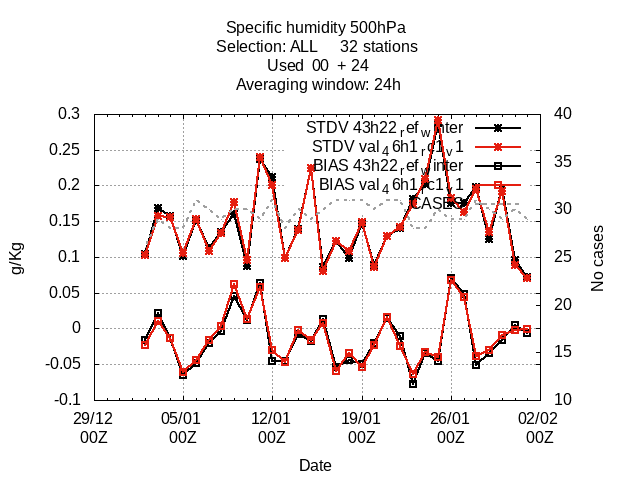 Specific humidity 500hPa
Selection: ALL 32 stations
Used 00 + 24
Averaging window: 24h
0.3
0.25
0.2
0.15
0.1
0.05
0
-0.05
-0.1
g/Kg
40
35
30
25
20
15
10
No cases
STDV 43h22_ref_winter
STDV val_46h1_rc1_v1
BIAS 43h22_ref_winter
BIAS val_46h1_rc1_v1
CASES
29/12 05/01 12/01 19/01 26/01 02/02
00Z 00Z 00Z 00Z 00Z 00Z
Date